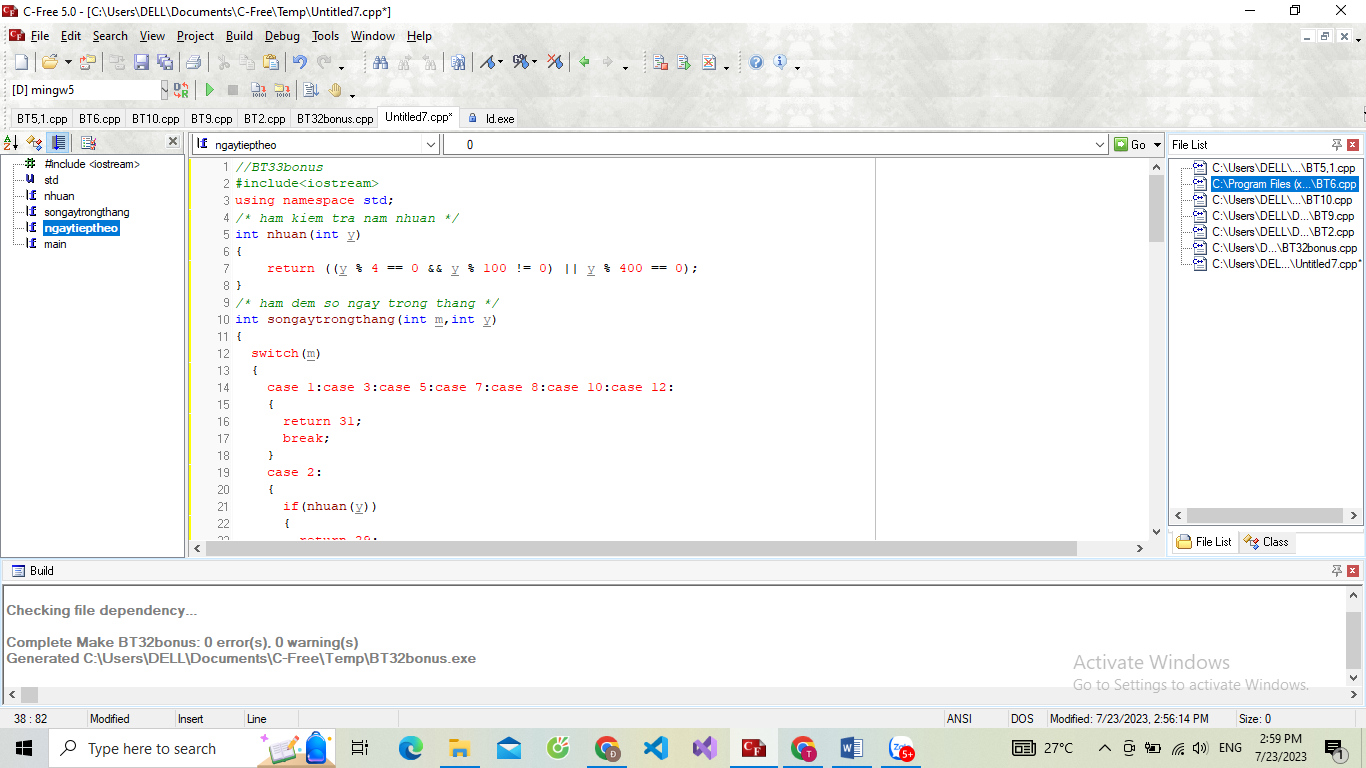 C-Free 5.0 - [C:\Users\DELL\Documents\C-Free\Temp\Untitled7.cpp*]
File Edit Search View Project Build Debug Tools Window Help
[D] mingw5
BT5,1.cpp BT6.cpp BT10.cpp BT9.cpp BT2.cpp BT32bonus.cpp Untitled7.cpp* ld.exe
ngaytieptheo 0 Go
#include <iostream>
std
nhuan
songaytrongthang
ngaytieptheo
main
1 //BT33bonus
2 #include<iostream>
3 using namespace std;
4 /* ham kiem tra nam nhuan */
5 int nhuan(int y)
6 {
7 return ((y % 4 == 0 && y % 100 != 0) || y % 400 == 0);
8 }
9 /* ham dem so ngay trong thang */
10 int songaytrongthang(int m,int y)
11 {
12 switch(m)
13 {
14 case 1:case 3:case 5:case 7:case 8:case 10:case 12:
15 {
16 return 31;
17 break;
18 }
19 case 2:
20 {
21 if(nhuan(y))
22 {
File List
C:\Users\DELL\...\BT5,1.cpp
C:\Program Files (x...\BT6.cpp
C:\Users\DELL\...\BT10.cpp
C:\Users\DELL\D...\BT9.cpp
C:\Users\DELL\D...\BT2.cpp
C:\Users\D...\BT32bonus.cpp
C:\Users\DEL...\Untitled7.cpp*
File List Class
Build
Checking file dependency...
Complete Make BT32bonus: 0 error(s), 0 warning(s)
Generated C:\Users\DELL\Documents\C-Free\Temp\BT32bonus.exe
Activate Windows
Go to Settings to activate Windows.
38 : 82 Modified Insert Line ANSI DOS Modified: 7/23/2023, 2:56:14 PM Size: 0
Type here to search
27°C ENG
2:59 PM
7/23/2023